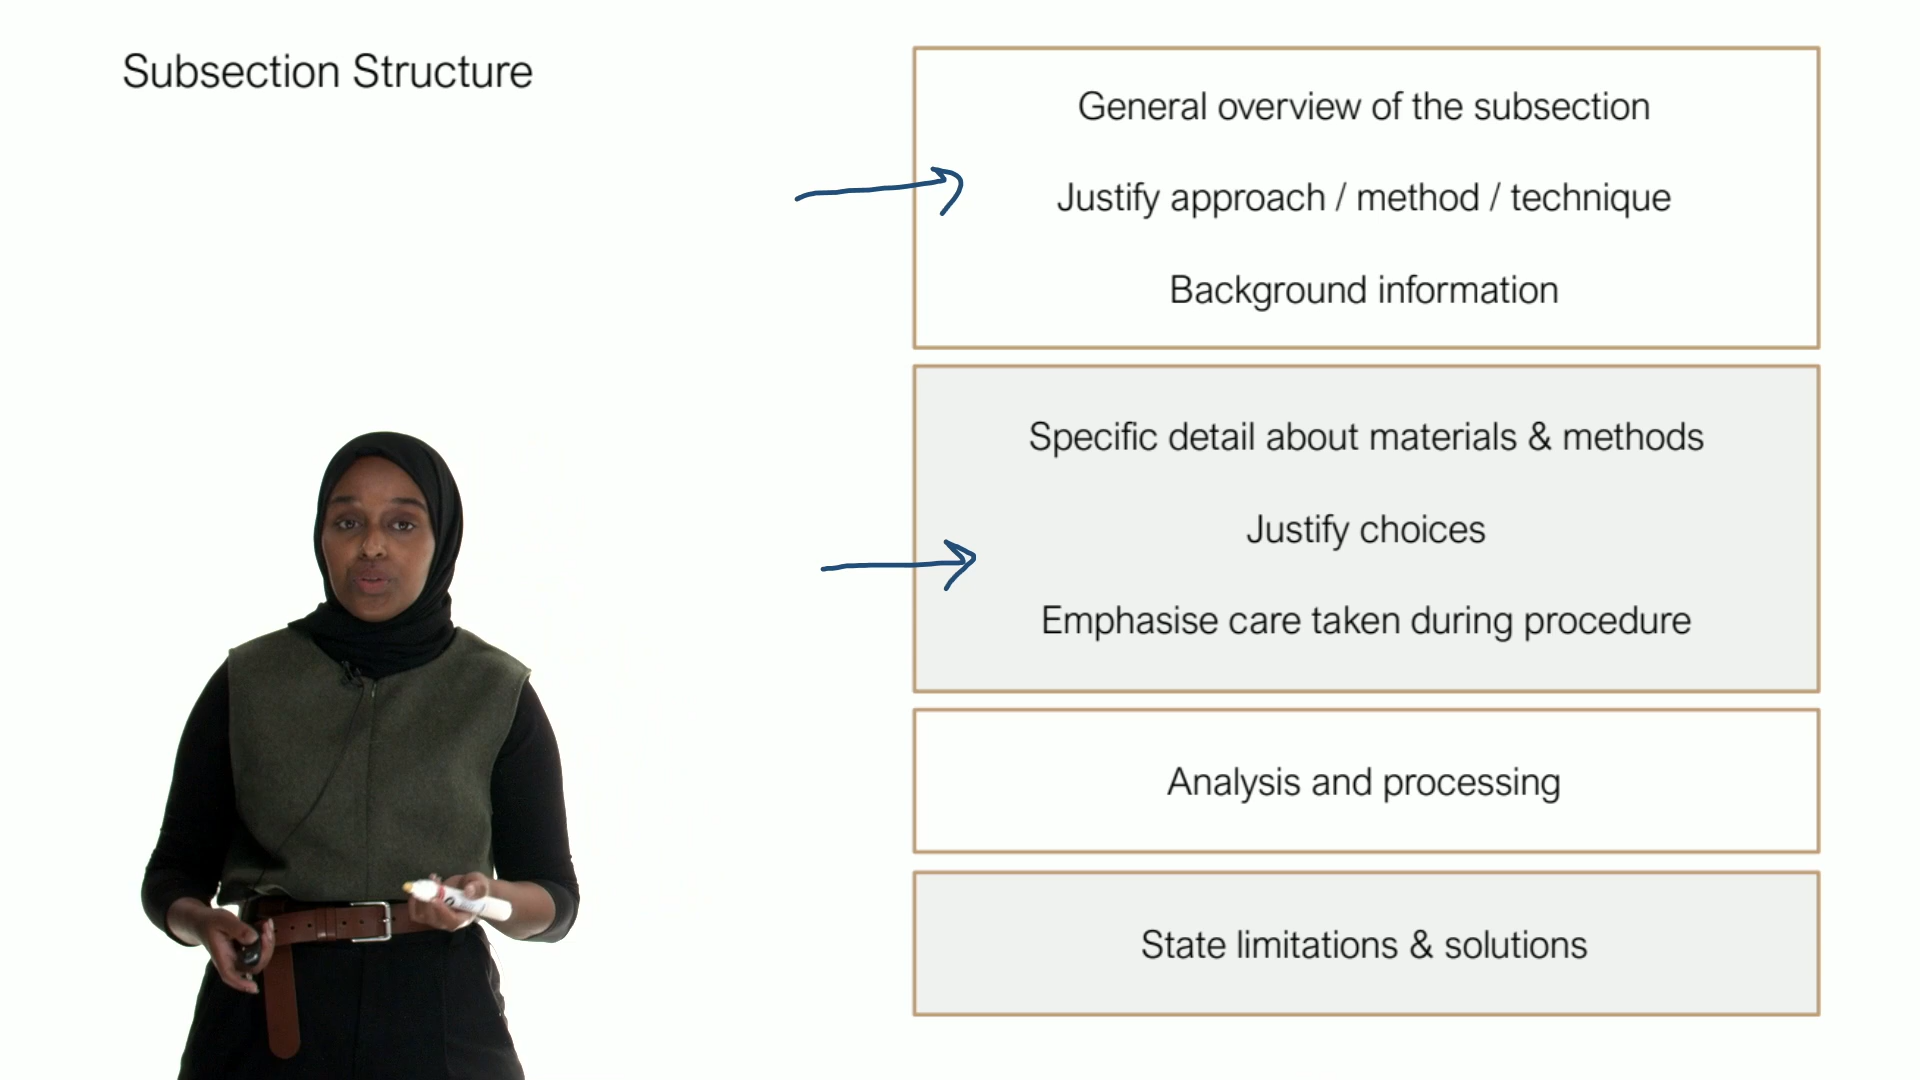 Subsection Structure
General overview of the subsection
Justify approach / method / technique
Background information
Specific detail about materials & methods
Justify choices
Emphasise care taken during procedure
Analysis and processing
State limitations & solutions